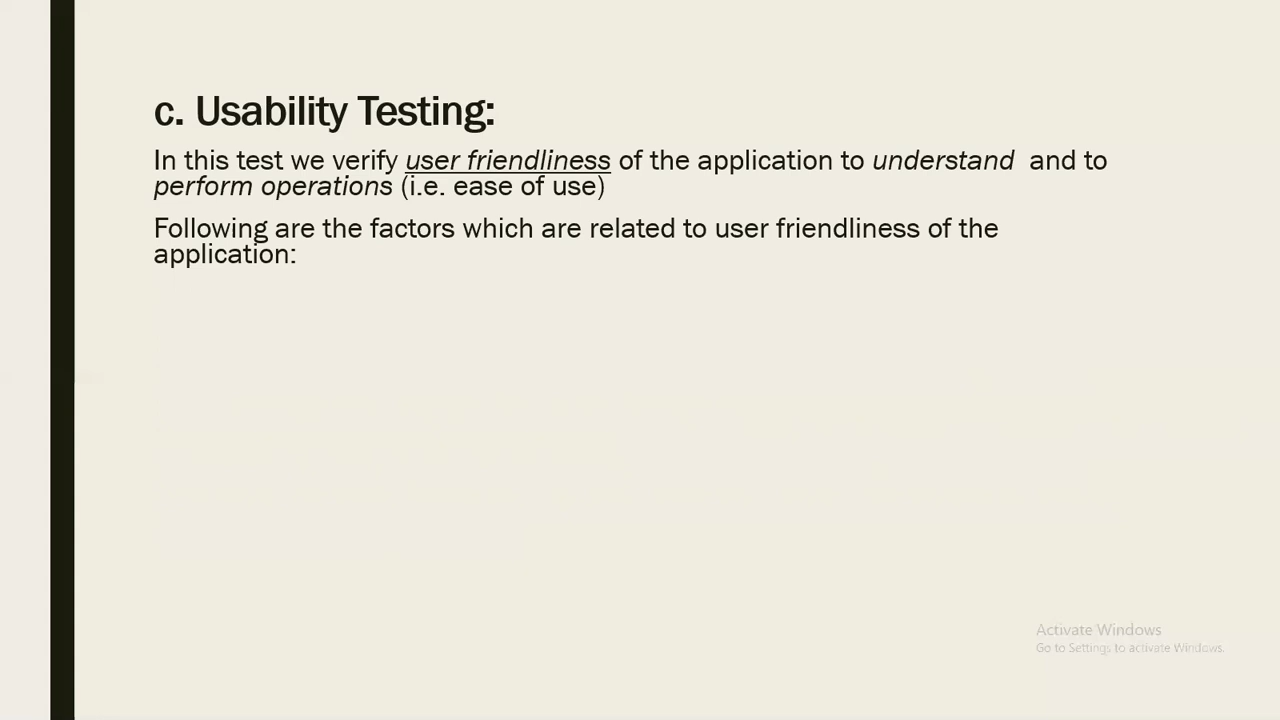 c. Usability Testing:
In this test we verify user friendliness of the application to understand and to
perform operations (i.e. ease of use)
Following are the factors which are related to user friendliness of the
application:
Activate Windows
Go to Settings to activate Windows.